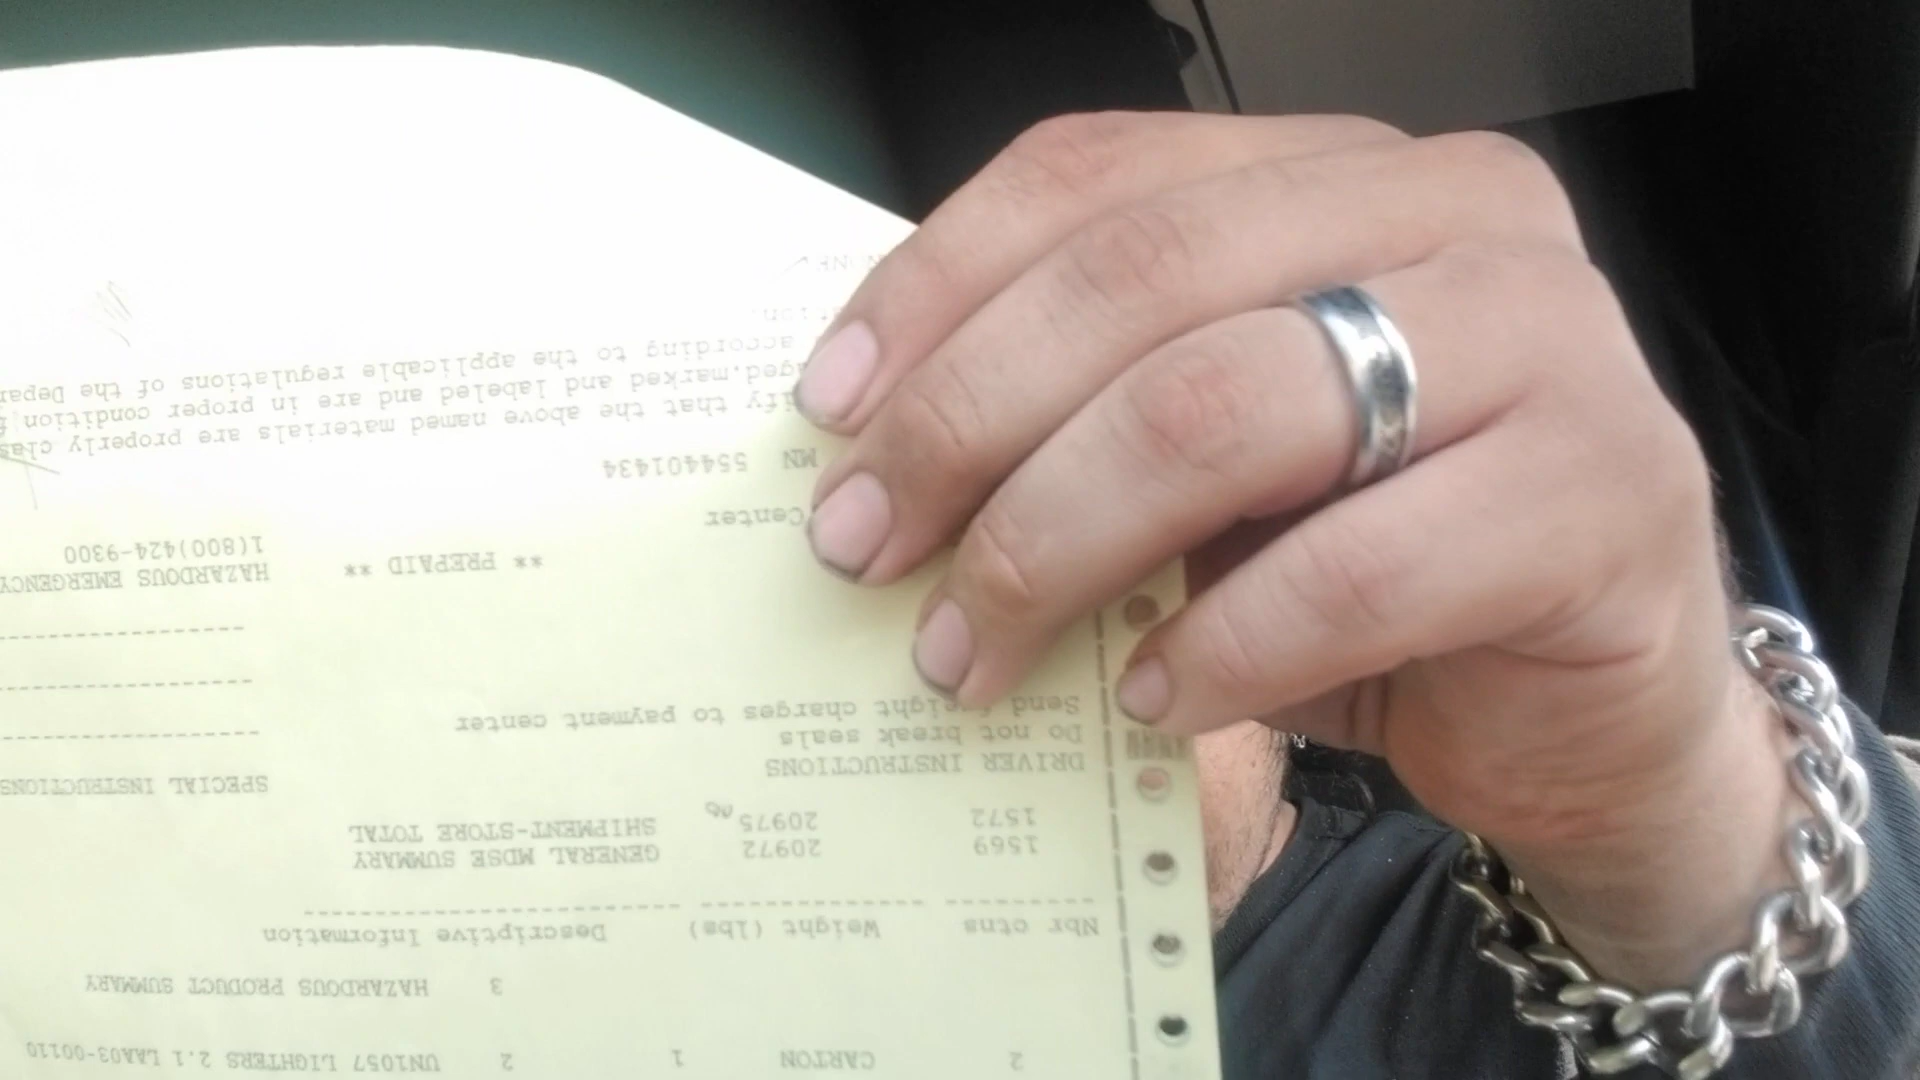 2 CARTON 1 2 UN1057 LIGHTERS 2.1 LAA03-00110
3 HAZARDOUS PRODUCT SUMMARY
Nbr ctns Weight (lbs) Descriptive Information
1569 20972 GENERAL MDSE SUMMARY
1572 20975 SHIPMENT-STORE TOTAL
DRIVER INSTRUCTIONS SPECIAL INSTRUCTIONS
Do not break seals
Send freight charges to payment center
** PREPAID ** HAZARDOUS EMERGENCY
1(800)424-9300
Center
MN 554401434
ify that the above named materials are properly clas
aged.marked and labeled and are in proper condition f
according to the applicable regulations of the Depar
ation.
NONE